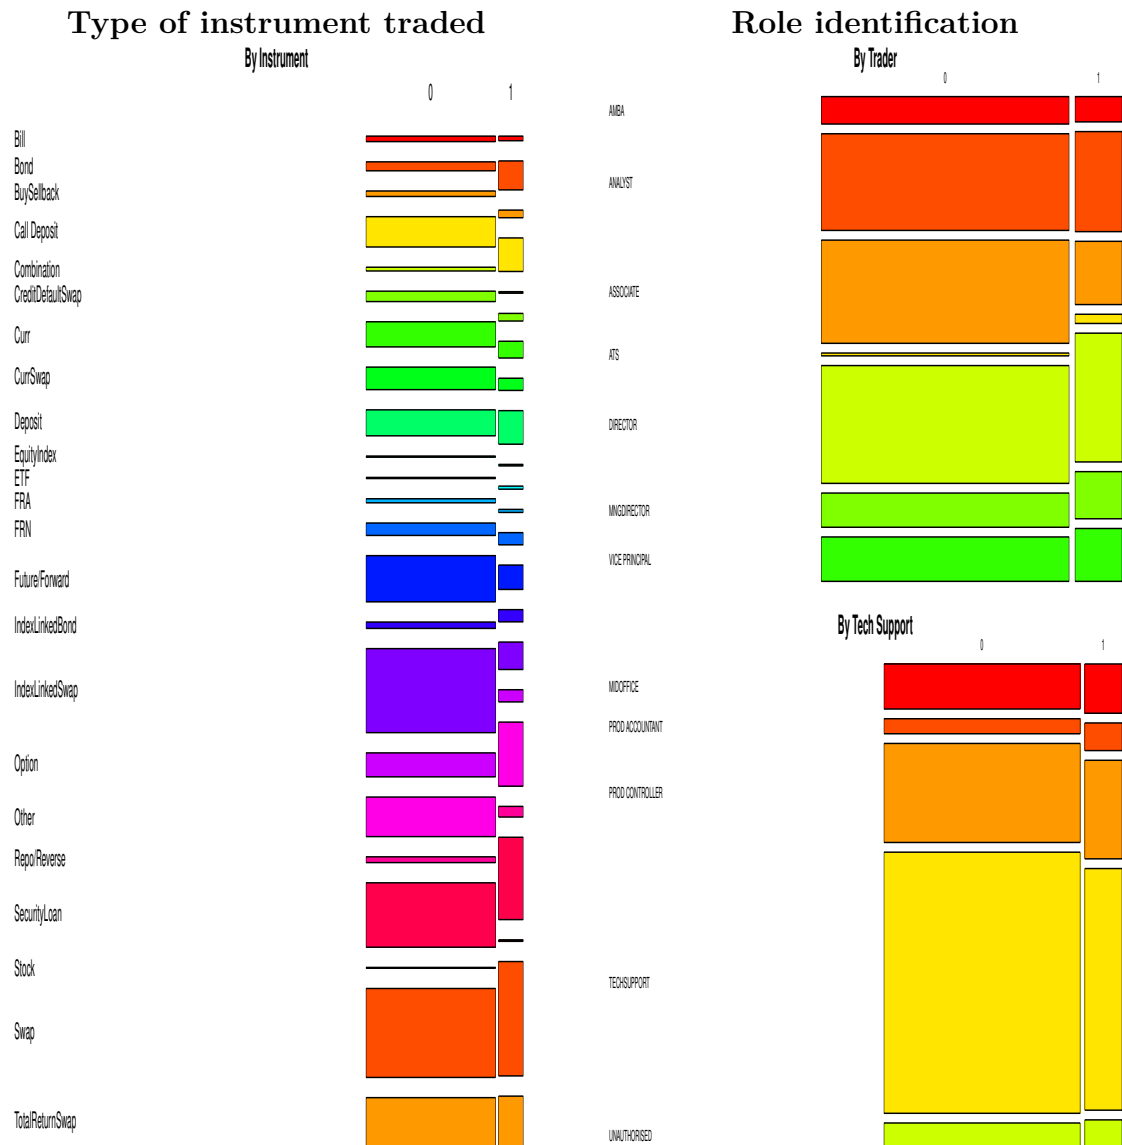 Type of instrument traded
By Instrument
0 1
Bill
Bond
BuySellback
Call Deposit
Combination
CreditDefaultSwap
Curr
CurrSwap
Deposit
EquityIndex
ETF
FRA
FRN
Future/Forward
IndexLinkedBond
IndexLinkedSwap
Option
Other
Repo/Reverse
SecurityLoan
Stock
Swap
TotalReturnSwap
Role identification
By Trader
0 1
AMBA
ANALYST
ASSOCIATE
ATS
DIRECTOR
MNGDIRECTOR
VICE PRINCIPAL
By Tech Support
0 1
MIDOFFICE
PROD ACCOUNTANT
PROD CONTROLLER
TECHSUPPORT
UNAUTHORISED